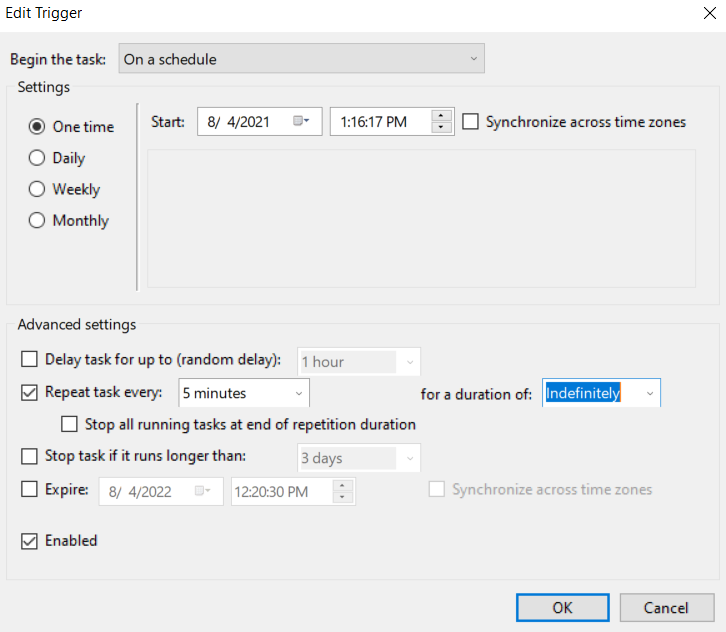 Edit Trigger
Begin the task: On a schedule
Settings
One time
Start: 8/ 4/2021 1:16:17 PM Synchronize across time zones
Daily
Weekly
Monthly
Advanced settings
Delay task for up to (random delay): 1 hour
Repeat task every: 5 minutes for a duration of: Indefinitely
Stop all running tasks at end of repetition duration
Stop task if it runs longer than: 3 days
Expire: 8/ 4/2022 12:20:30 PM Synchronize across time zones
Enabled
OK Cancel